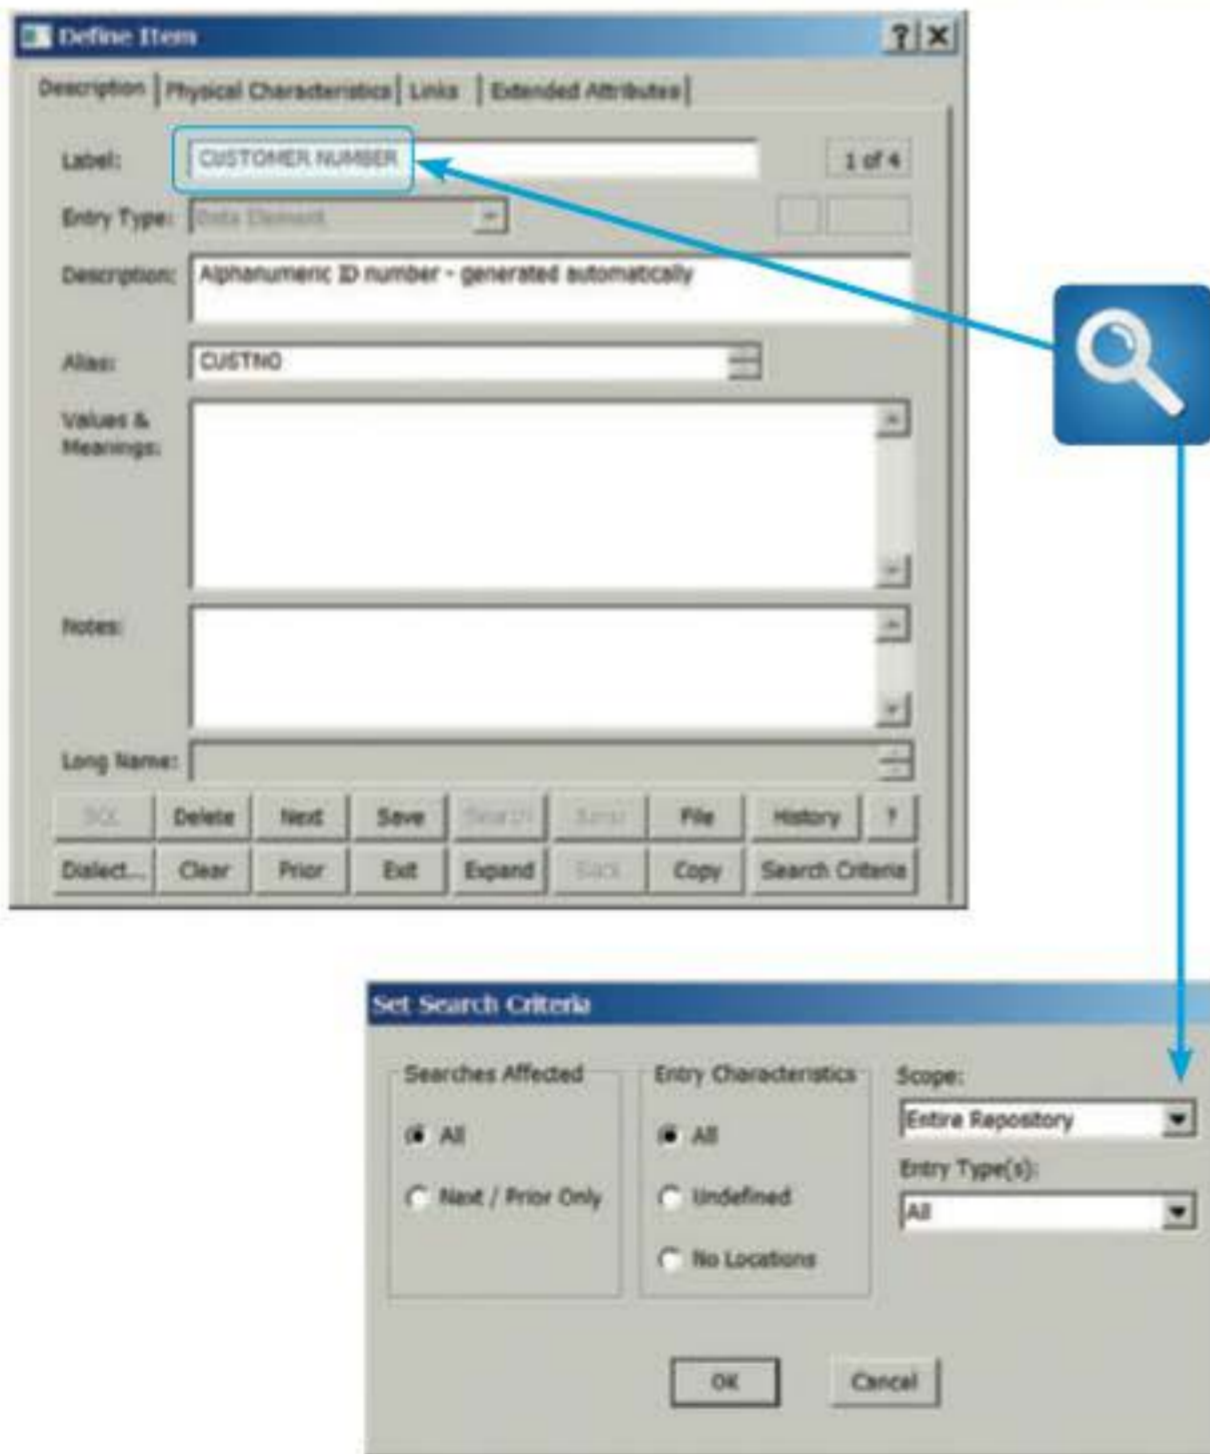 Define Item
? X
Description | Physical Characteristics | Links | Extended Attributes |
Label: CUSTOMER NUMBER 1 of 4
Entry Type: Data Element
Description: Alphanumeric ID number - generated automatically
Alias: CUSTNO
Values &
Meanings:
Notes:
Long Name:
SQL Delete Next Save Search Jump File History ?
Dialect... Clear Prior Exit Expand Back Copy Search Criteria
Set Search Criteria
Searches Affected Entry Characteristics Scope:
All All Entire Repository
Entry Type(s):
Next / Prior Only Undefined All
No Locations
OK Cancel